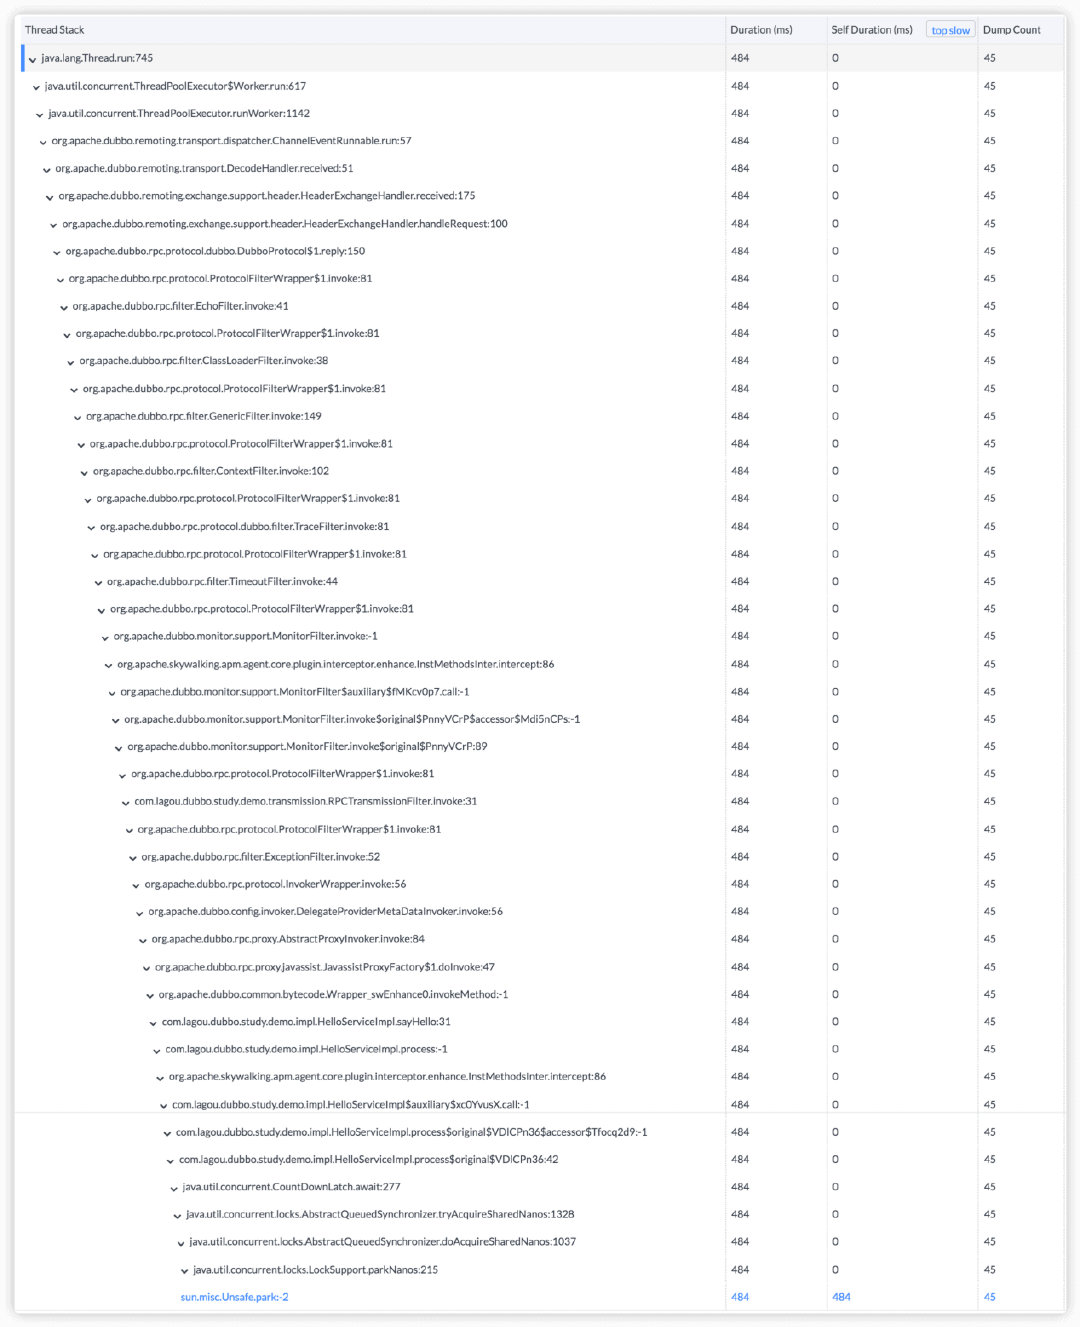 Thread Stack Duration (ms) Self Duration (ms) top slow Dump Count
java.lang.Thread.run:745 484 0 45
java.util.concurrent.ThreadPoolExecutor$Worker.run:617 484 0 45
java.util.concurrent.ThreadPoolExecutor.runWorker:1142 484 0 45
org.apache.dubbo.remoting.transport.dispatcher.ChannelEventRunnable.run:57 484 0 45
org.apache.dubbo.remoting.transport.DecodeHandler.received:51 484 0 45
org.apache.dubbo.remoting.exchange.support.header.HeaderExchangeHandler.received:175 484 0 45
org.apache.dubbo.remoting.exchange.support.header.HeaderExchangeHandler.handleRequest:100 484 0 45
org.apache.dubbo.rpc.protocol.dubbo.DubboProtocol$1.reply:150 484 0 45
org.apache.dubbo.rpc.protocol.ProtocolFilterWrapper$1.invoke:81 484 0 45
org.apache.dubbo.rpc.filter.EchoFilter.invoke:41 484 0 45
org.apache.dubbo.rpc.protocol.ProtocolFilterWrapper$1.invoke:81 484 0 45
org.apache.dubbo.rpc.filter.ClassLoaderFilter.invoke:38 484 0 45
org.apache.dubbo.rpc.protocol.ProtocolFilterWrapper$1.invoke:81 484 0 45
org.apache.dubbo.rpc.filter.GenericFilter.invoke:149 484 0 45
org.apache.dubbo.rpc.protocol.ProtocolFilterWrapper$1.invoke:81 484 0 45
org.apache.dubbo.rpc.filter.ContextFilter.invoke:102 484 0 45
org.apache.dubbo.rpc.protocol.ProtocolFilterWrapper$1.invoke:81 484 0 45
org.apache.dubbo.rpc.protocol.dubbo.filter.TraceFilter.invoke:81 484 0 45
org.apache.dubbo.rpc.protocol.ProtocolFilterWrapper$1.invoke:81 484 0 45
org.apache.dubbo.rpc.filter.TimeoutFilter.invoke:44 484 0 45
org.apache.dubbo.rpc.protocol.ProtocolFilterWrapper$1.invoke:81 484 0 45
org.apache.dubbo.monitor.support.MonitorFilter.invoke:-1 484 0 45
org.apache.skywalking.apm.agent.core.plugin.interceptor.enhance.InstMethodsInter.intercept:86 484 0 45
org.apache.dubbo.monitor.support.MonitorFilter$auxiliary$fMKcv0p7.call:-1 484 0 45
org.apache.dubbo.monitor.support.MonitorFilter.invoke$original$PnnyVCrP$accessor$Mdi5nCPs:-1 484 0 45
org.apache.dubbo.monitor.support.MonitorFilter.invoke$original$PnnyVCrP:89 484 0 45
org.apache.dubbo.rpc.protocol.ProtocolFilterWrapper$1.invoke:81 484 0 45
com.lagou.dubbo.study.demo.transmission.RPCTransmissionFilter.invoke:31 484 0 45
org.apache.dubbo.rpc.protocol.ProtocolFilterWrapper$1.invoke:81 484 0 45
org.apache.dubbo.rpc.filter.ExceptionFilter.invoke:52 484 0 45
org.apache.dubbo.rpc.protocol.InvokerWrapper.invoke:56 484 0 45
org.apache.dubbo.config.invoker.DelegateProviderMetaDataInvoker.invoke:56 484 0 45
org.apache.dubbo.rpc.proxy.AbstractProxyInvoker.invoke:84 484 0 45
org.apache.dubbo.rpc.proxy.javassist.JavassistProxyFactory$1.doInvoke:47 484 0 45
org.apache.dubbo.common.bytecode.Wrapper_swEnhance0.invokeMethod:-1 484 0 45
com.lagou.dubbo.study.demo.impl.HelloServiceImpl.sayHello:31 484 0 45
com.lagou.dubbo.study.demo.impl.HelloServiceImpl.process:-1 484 0 45
org.apache.skywalking.apm.agent.core.plugin.interceptor.enhance.InstMethodsInter.intercept:86 484 0 45
com.lagou.dubbo.study.demo.impl.HelloServiceImpl$auxiliary$xc0YvusX.call:-1 484 0 45
com.lagou.dubbo.study.demo.impl.HelloServiceImpl.process$original$VDICPn36$accessor$Tfocq2d9:-1 484 0 45
com.lagou.dubbo.study.demo.impl.HelloServiceImpl.process$original$VDICPn36:42 484 0 45
java.util.concurrent.CountDownLatch.await:277 484 0 45
java.util.concurrent.locks.AbstractQueuedSynchronizer.tryAcquireSharedNanos:1328 484 0 45
java.util.concurrent.locks.AbstractQueuedSynchronizer.doAcquireSharedNanos:1037 484 0 45
java.util.concurrent.locks.LockSupport.parkNanos:215 484 0 45
sun.misc.Unsafe.park:-2 484 484 45